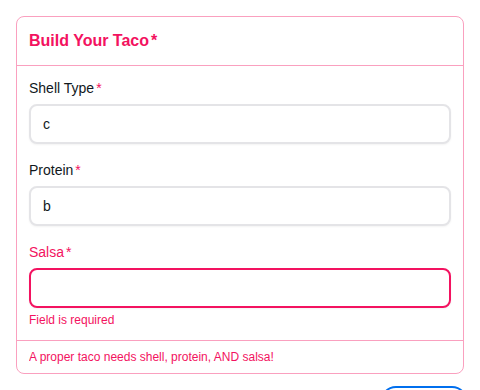 Build Your Taco*
Shell Type*
c
Protein*
b
Salsa*
Field is required
A proper taco needs shell, protein, AND salsa!